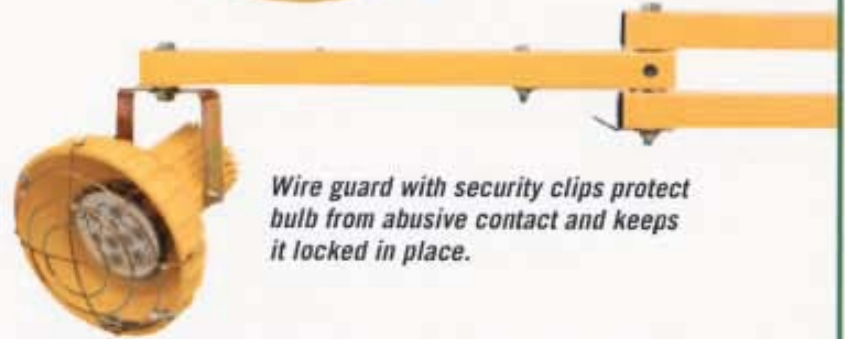 Wire guard with security clips protect
bulb from abusive contact and keeps
it locked in place.